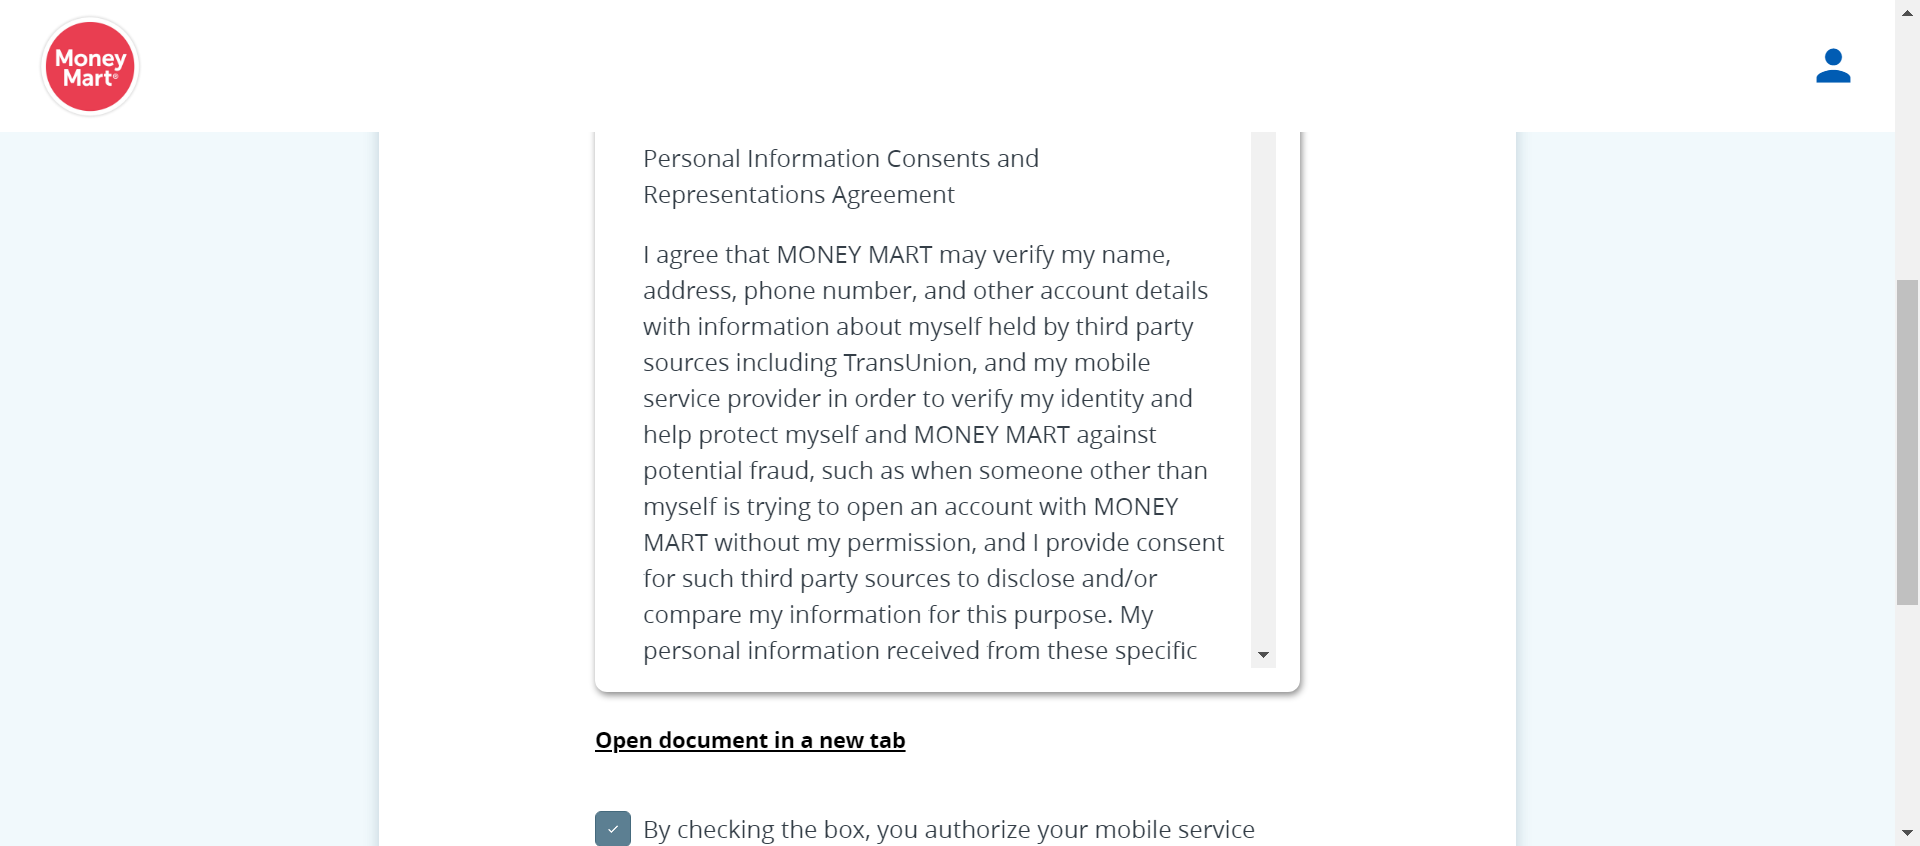 Money
Mart®
Personal Information Consents and
Representations Agreement
I agree that MONEY MART may verify my name,
address, phone number, and other account details
with information about myself held by third party
sources including TransUnion, and my mobile
service provider in order to verify my identity and
help protect myself and MONEY MART against
potential fraud, such as when someone other than
myself is trying to open an account with MONEY
MART without my permission, and I provide consent
for such third party sources to disclose and/or
compare my information for this purpose. My
personal information received from these specific
Open document in a new tab
By checking the box, you authorize your mobile service